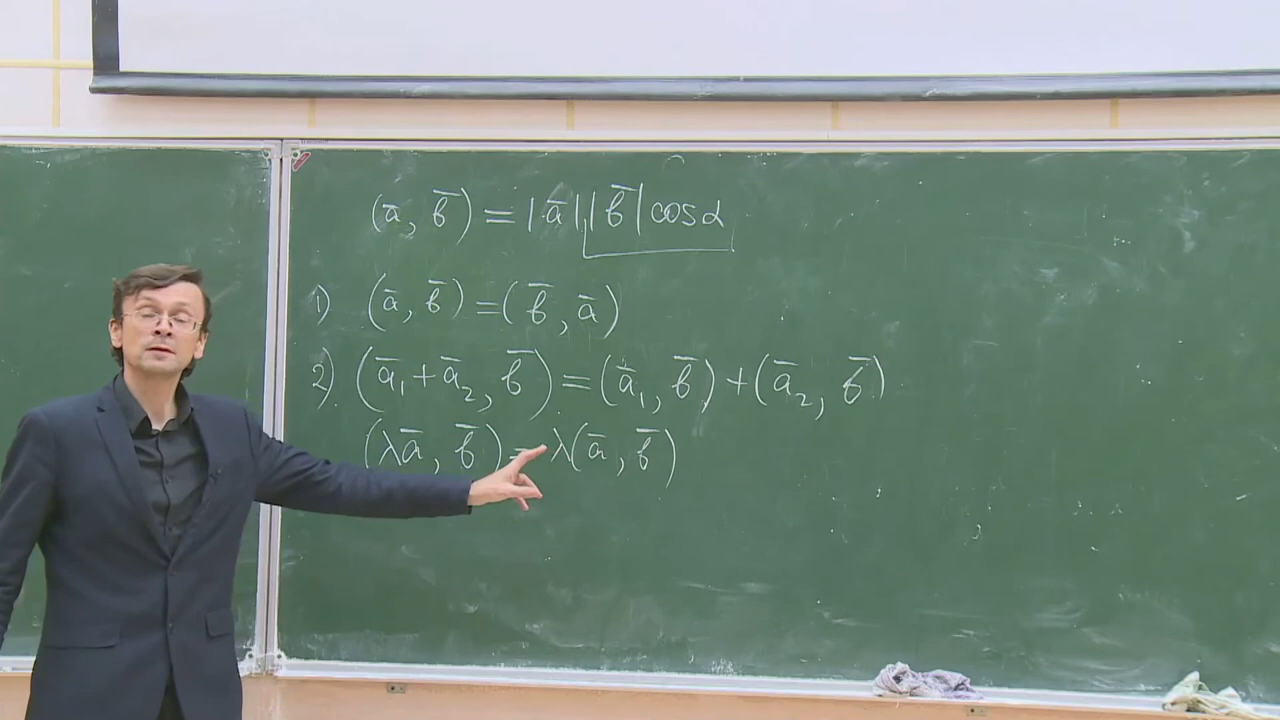 (ā, b̄) = |ā||b̄| cos α
1) (ā, b̄) = (b̄, ā)
2) (ā₁ + ā₂, b̄) = (ā₁, b̄) + (ā₂, b̄)
(λā, b̄) = λ(ā, b̄)